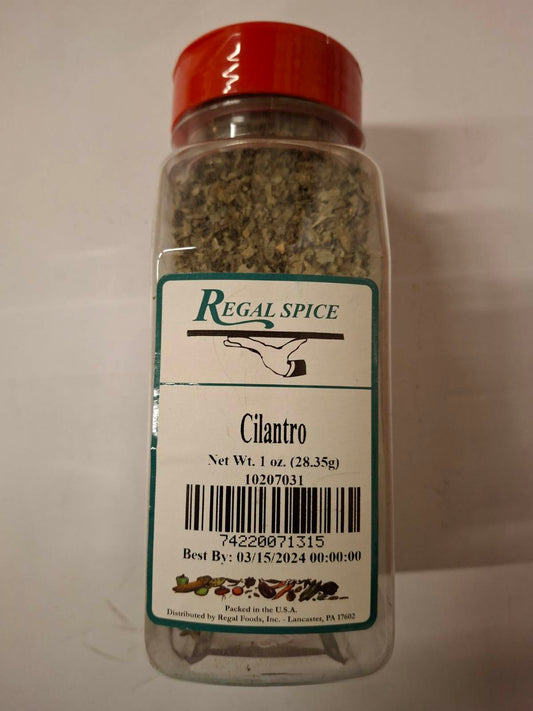 REGAL SPICE
Cilantro
Net Wt. 1 oz. (28.35g)
10207031
74220071315
Best By: 03/15/2024 00:00:00
Packed in the U.S.A.
Distributed by Regal Foods, Inc. - Lancaster, PA 17602